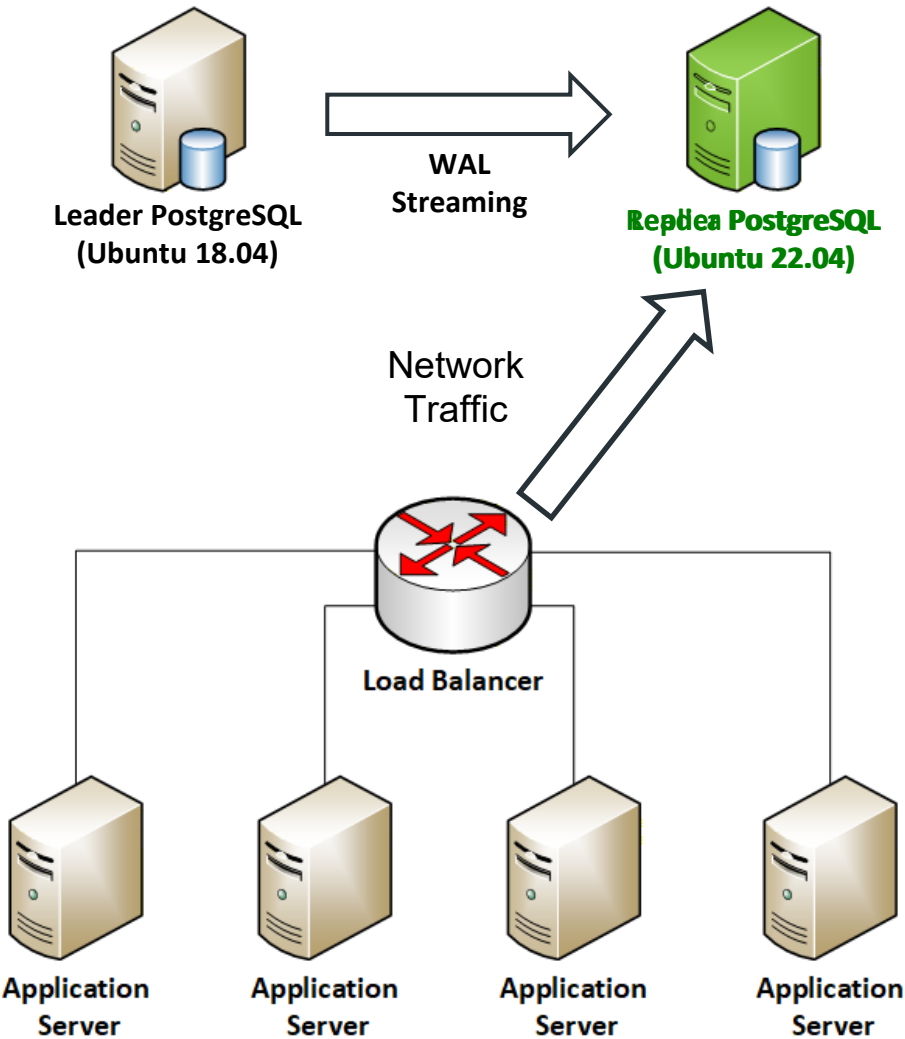 WAL
Streaming
Leader PostgreSQL
(Ubuntu 18.04)
PostgreSQL
(Ubuntu 22.04)
Network
Traffic
Load Balancer
Application
Server
Application
Server
Application
Server
Application
Server